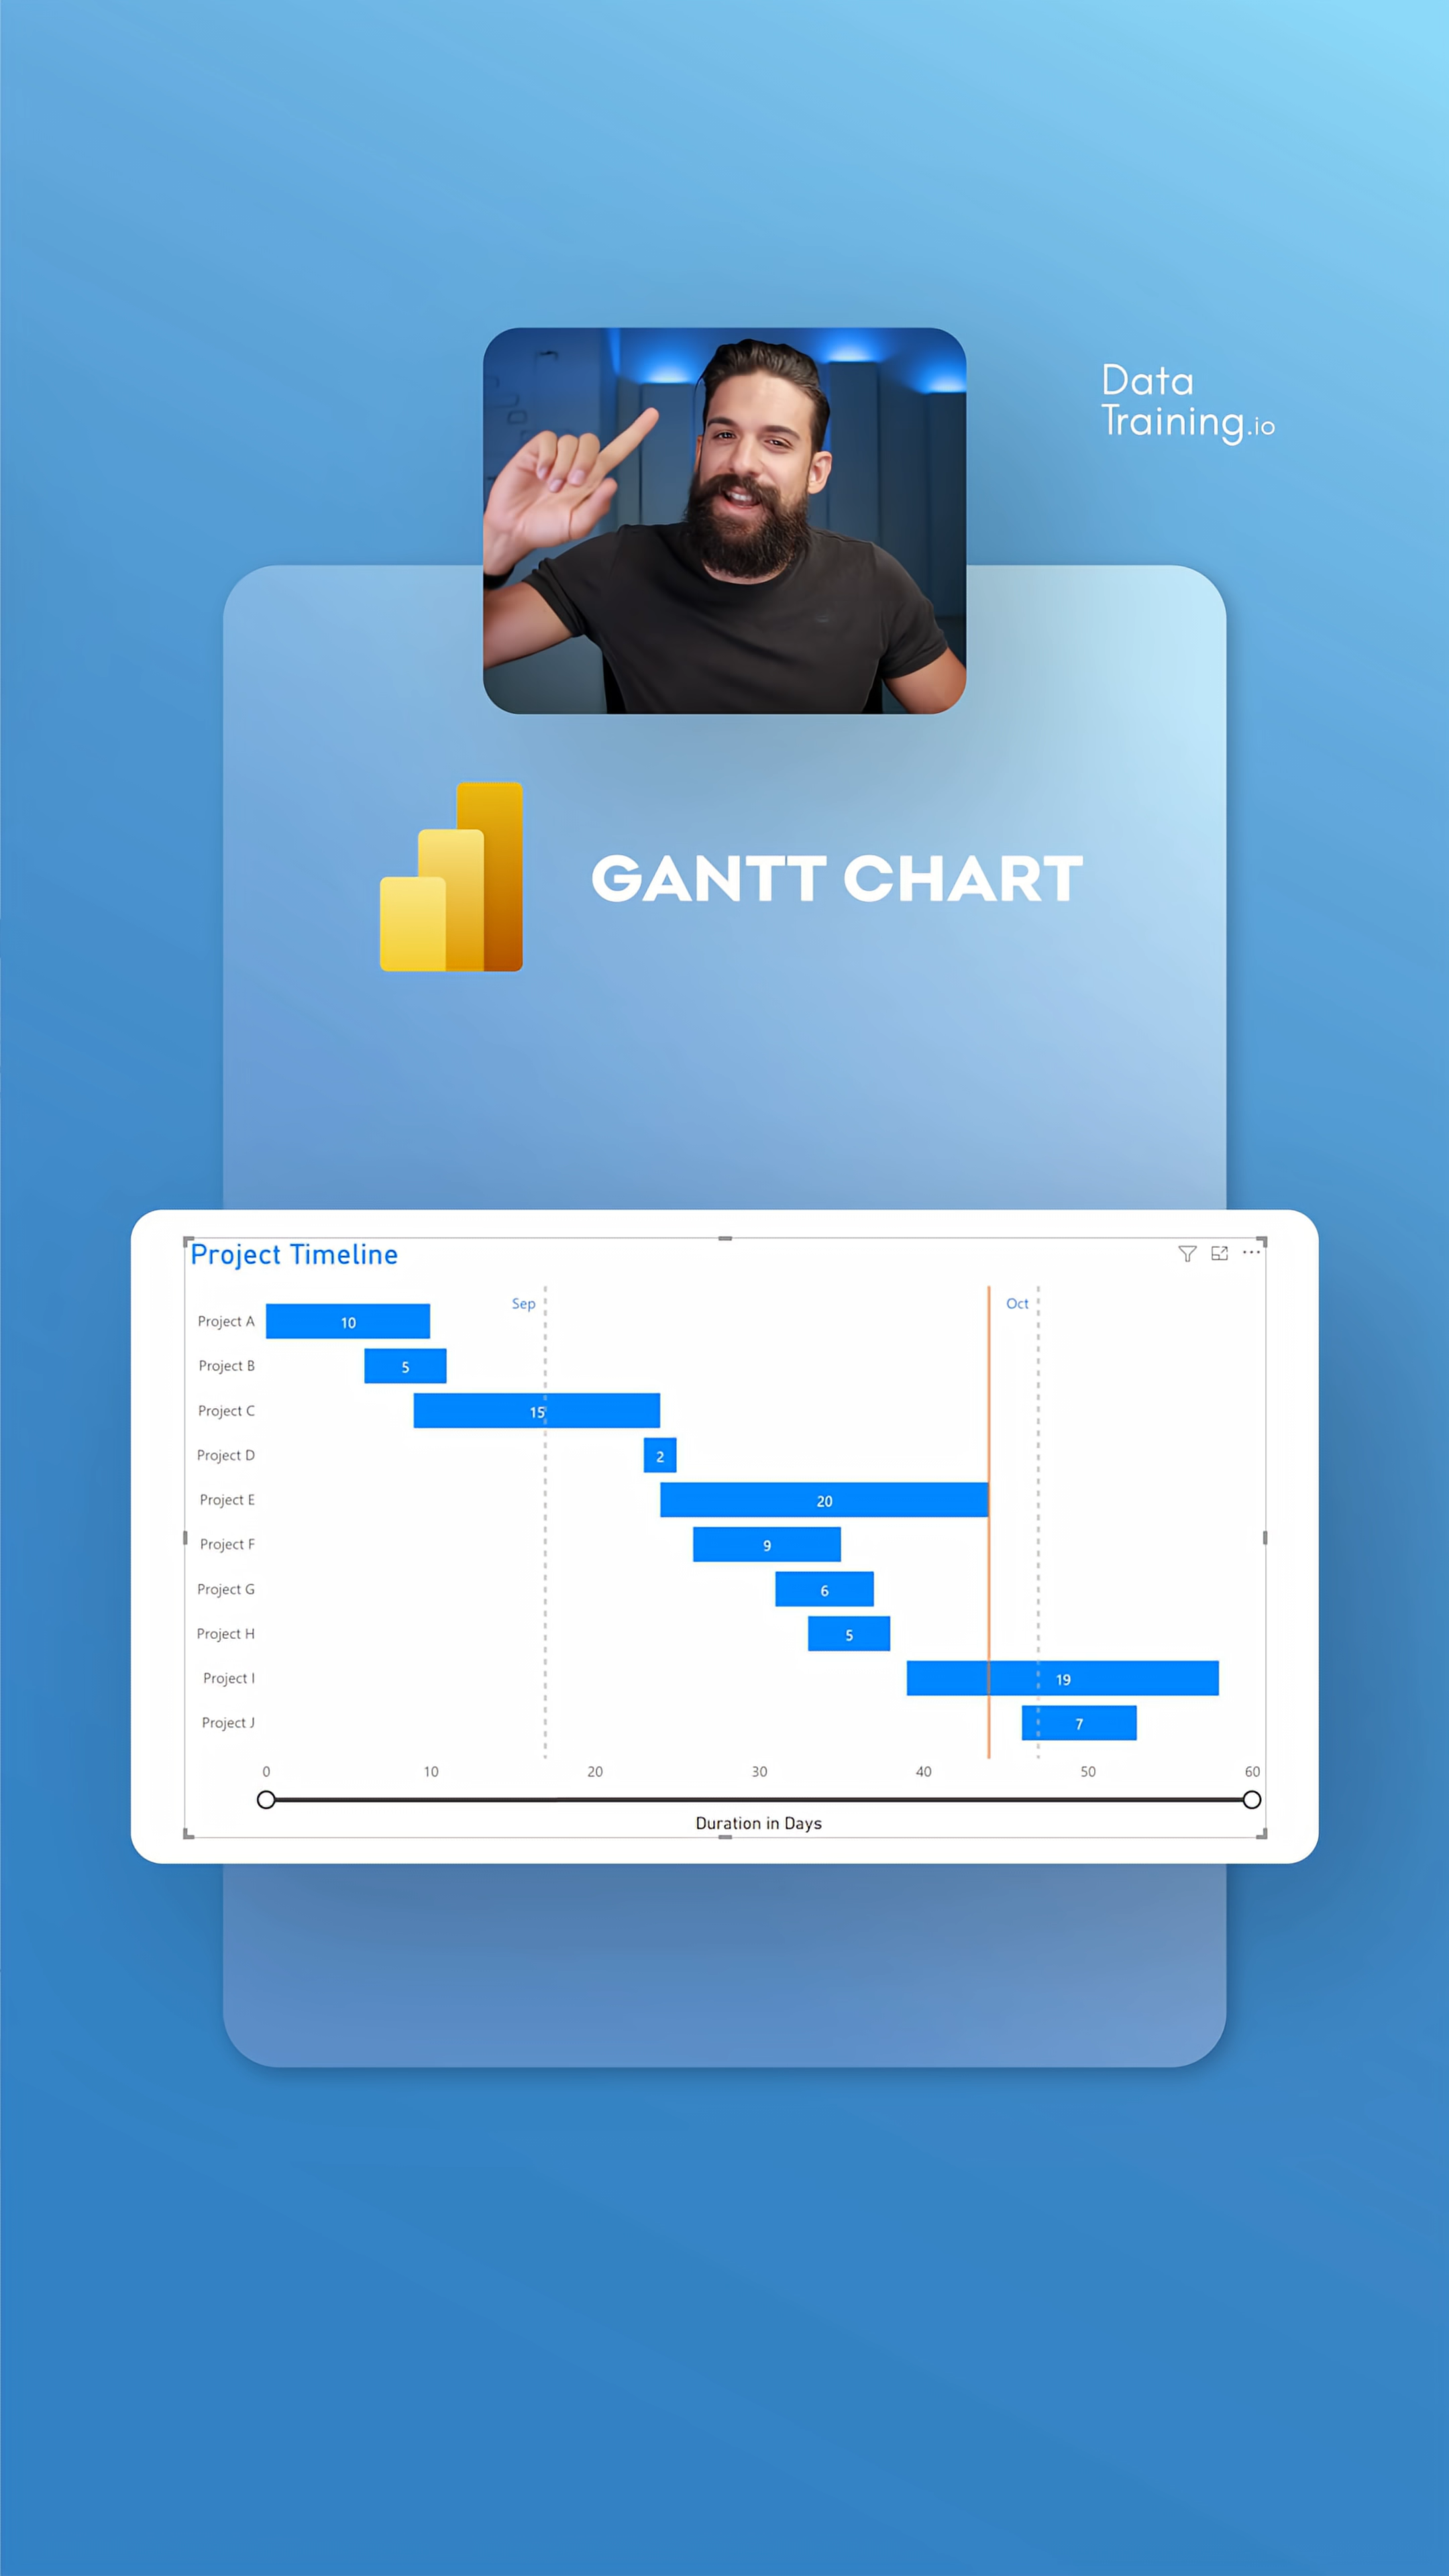 Data
Training.io
GANTT CHART
Project Timeline
Sep
Oct
Project A
10
Project B
5
Project C
15
Project D
2
Project E
20
Project F
9
Project G
6
Project H
5
Project I
19
Project J
7
0 10 20 30 40 50 60
Duration in Days